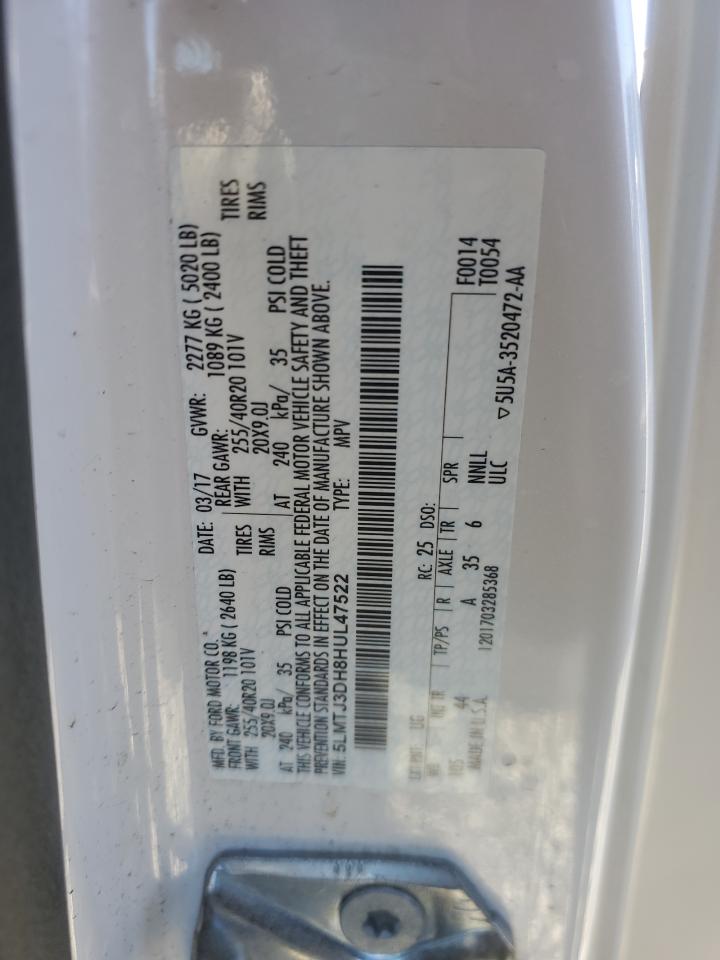 MFD. BY FORD MOTOR CO. DATE: 03/17 GVWR: 2277 KG ( 5020 LB)
FRONT GAWR: 1198 KG ( 2640 LB) REAR GAWR: 1089 KG ( 2400 LB)
WITH 255/40R20 101V TIRES WITH 255/40R20 101V TIRES
20X9.0J RIMS 20X9.0J RIMS
AT 240 kPa/ 35 PSI COLD AT 240 kPa/ 35 PSI COLD
THIS VEHICLE CONFORMS TO ALL APPLICABLE FEDERAL MOTOR VEHICLE SAFETY AND THEFT
PREVENTION STANDARDS IN EFFECT ON THE DATE OF MANUFACTURE SHOWN ABOVE.
VIN: 5LMTJ3DH8HUL47522 TYPE: MPV
UG RC: 25 DSO:
TR TP/PS R AXLE TR SPR F0014
44 A 35 6 NNLL T0054
MADE IN U.S.A. 1201703285368 ULC
▽5U5A-3520472-AA